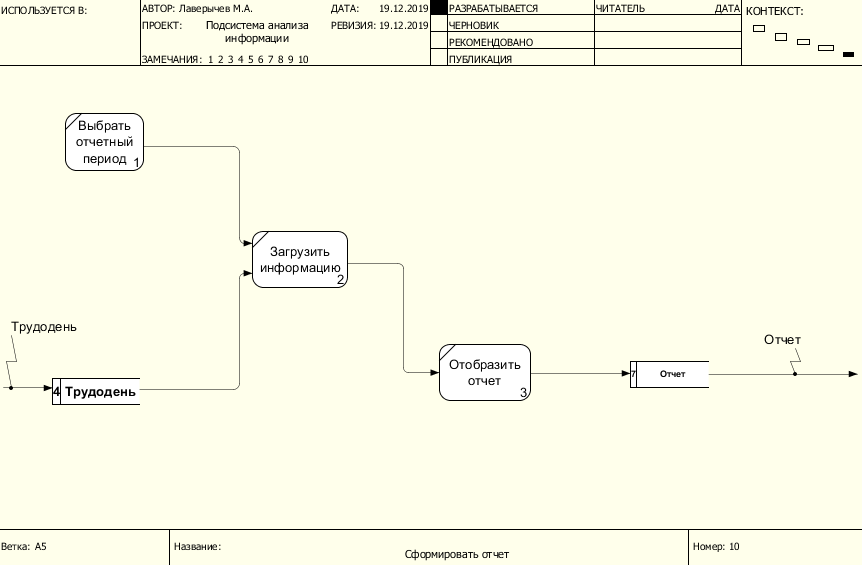 ИСПОЛЬЗУЕТСЯ В:
АВТОР: Лаверычев М.А.
ДАТА: 19.12.2019
ПРОЕКТ: Подсистема анализа
информации
РЕВИЗИЯ: 19.12.2019
ЗАМЕЧАНИЯ: 1 2 3 4 5 6 7 8 9 10
РАЗРАБАТЫВАЕТСЯ
ЧЕРНОВИК
РЕКОМЕНДОВАНО
ПУБЛИКАЦИЯ
ЧИТАТЕЛЬ ДАТА
КОНТЕКСТ:
Выбрать
отчетный
период
1
Загрузить
информацию
2
Трудодень
4 Трудодень
Отобразить
отчет
3
7 Отчет
Отчет
Ветка: A5
Название:
Сформировать отчет
Номер: 10